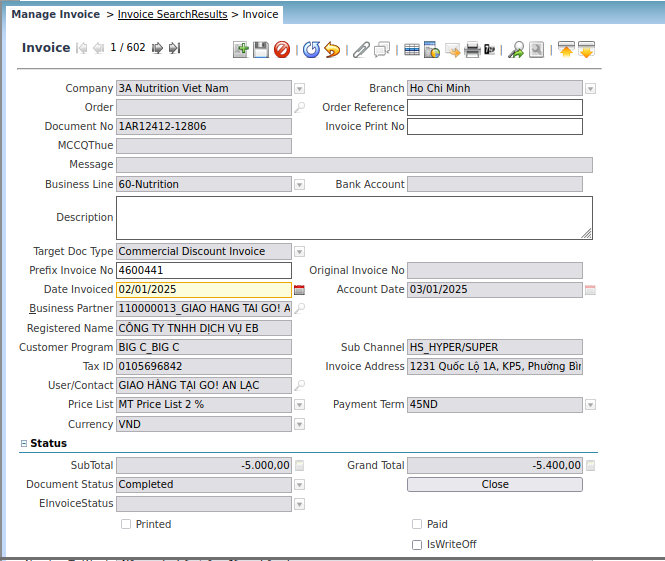 Manage Invoice > Invoice SearchResults > Invoice
Invoice 1 / 602
Company 3A Nutrition Viet Nam Branch Ho Chi Minh
Order Order Reference
Document No 1AR12412-12806 Invoice Print No
MCCQThue
Message
Business Line 60-Nutrition Bank Account
Description
Target Doc Type Commercial Discount Invoice
Prefix Invoice No 4600441 Original Invoice No
Date Invoiced 02/01/2025 Account Date 03/01/2025
Business Partner 110000013_GIAO HANG TAI GO! A
Registered Name CÔNG TY TNHH DỊCH VỤ EB
Customer Program BIG C_BIG C Sub Channel HS_HYPER/SUPER
Tax ID 0105696842 Invoice Address 1231 Quốc Lộ 1A, KP5, Phường Bìn
User/Contact GIAO HÀNG TẠI GO! AN LẠC
Price List MT Price List 2 % Payment Term 45ND
Currency VND
Status
SubTotal -5.000,00 Grand Total -5.400,00
Document Status Completed Close
EInvoiceStatus
Printed Paid
IsWriteOff